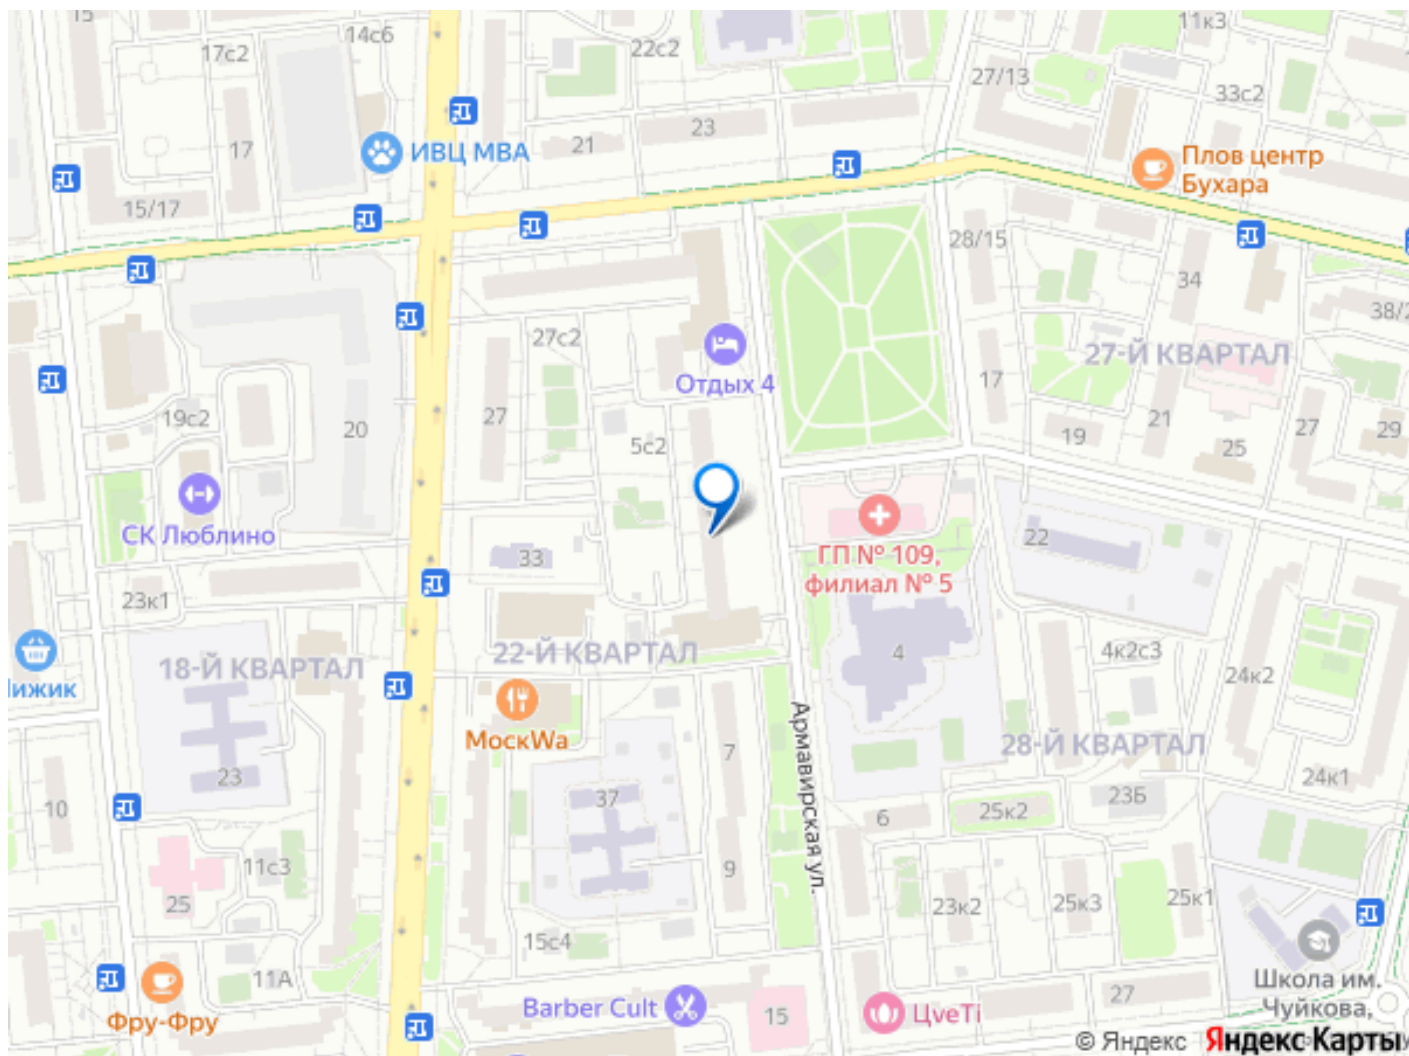 15
17с2
14с6
22с2
11к3
27/13
33с2
17
ИВЦ МВА
21
23
Плов центр
Бухара
15/17
28/15
34
38/2
27с2
27-Й КВАРТАЛ
Отдых 4
17
19с2
20
27
5с2
19
21
25
27
29
СК Люблино
33
ГП № 109,
филиал № 5
22
23к1
18-Й КВАРТАЛ
22-Й КВАРТАЛ
4
4к2с3
24к2
ижик
МоскWa
Армавирская ул.
28-Й КВАРТАЛ
23
7
37
24к1
10
6
25к2
23Б
11с3
9
25
23к2
25к3
25к1
15с4
11А
Школа им.
Чуйкова,
Фру-Фру
Barber Cult
15
ЦвеTi
27
© Яндекс
Яндекс Карты